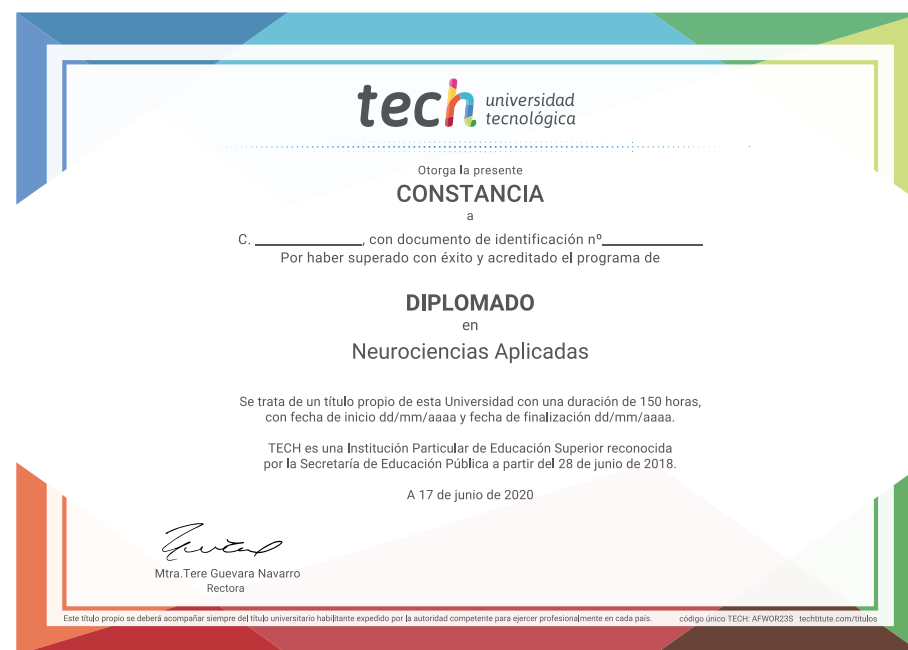 tech universidad
tecnológica
Otorga la presente
CONSTANCIA
a
C. ______________, con documento de identificación nº_____________
Por haber superado con éxito y acreditado el programa de
DIPLOMADO
en
Neurociencias Aplicadas
Se trata de un título propio de esta Universidad con una duración de 150 horas,
con fecha de inicio dd/mm/aaaa y fecha de finalización dd/mm/aaaa.
TECH es una Institución Particular de Educación Superior reconocida
por la Secretaría de Educación Pública a partir del 28 de junio de 2018.
A 17 de junio de 2020
Mtra.Tere Guevara Navarro
Rectora
Este título propio se deberá acompañar siempre del título universitario habilitante expedido por la autoridad competente para ejercer profesionalmente en cada país. código único TECH: AFWOR23S techtitute.com/titulos